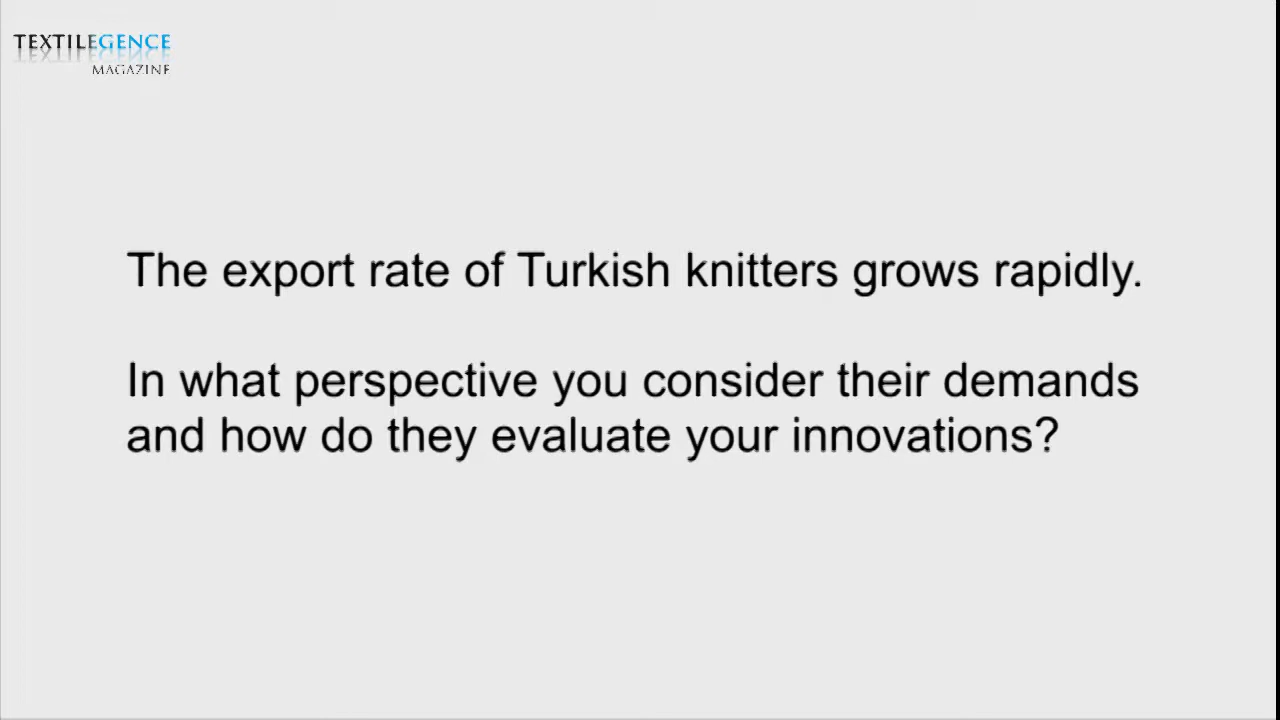 TEXTILEGENCE
MAGAZINE
The export rate of Turkish knitters grows rapidly.
In what perspective you consider their demands
and how do they evaluate your innovations?